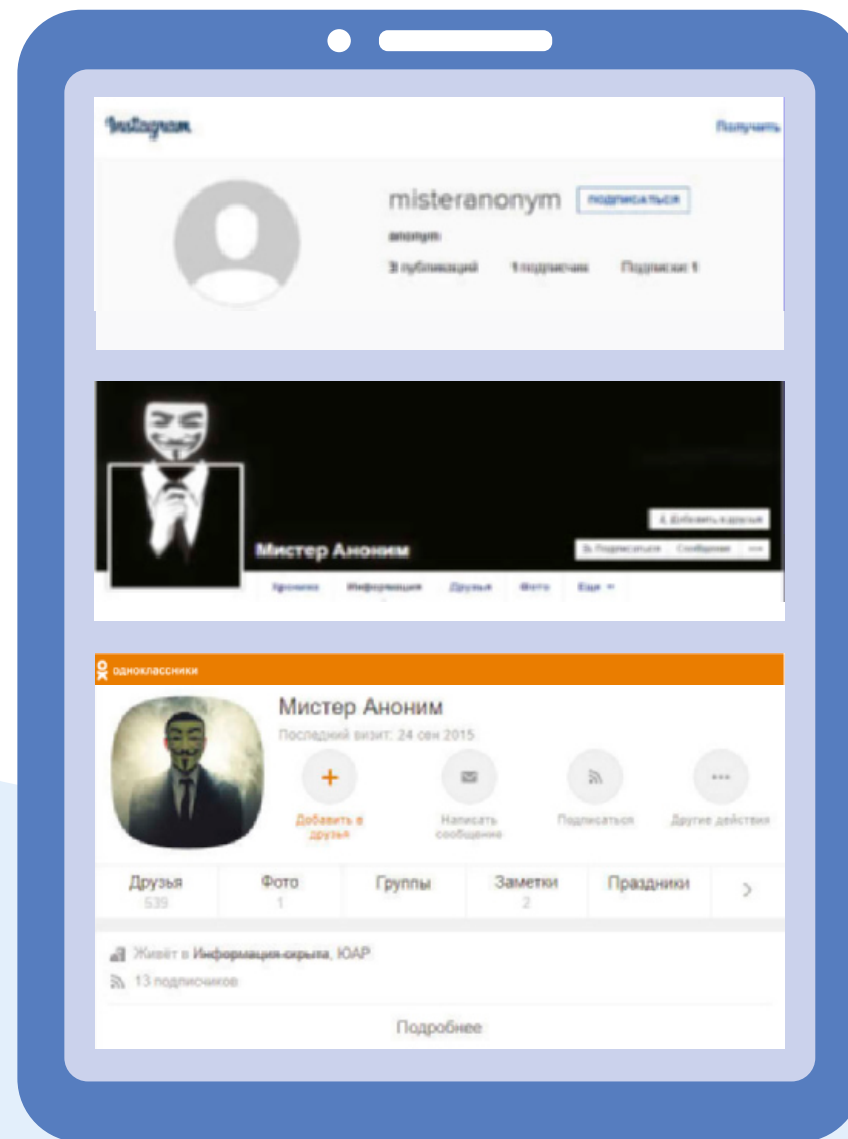 Instagram
Получить
misteranonym ПОДПИСАТЬСЯ
anonym
3 публикаций 1 подписчик Подписки: 1
Добавить в друзья
Мистер Аноним Подписаться Сообщение ...
Хроника Информация Друзья Фото Еще
одноклассники
Мистер Аноним
Последний визит: 24 сен 2015
Добавить в друзья
Написать сообщение
Подписаться
Другие действия
Друзья Фото Группы Заметки Праздники
539 1 2
Живёт в Информация скрыта, ЮАР
13 подписчиков
Подробнее